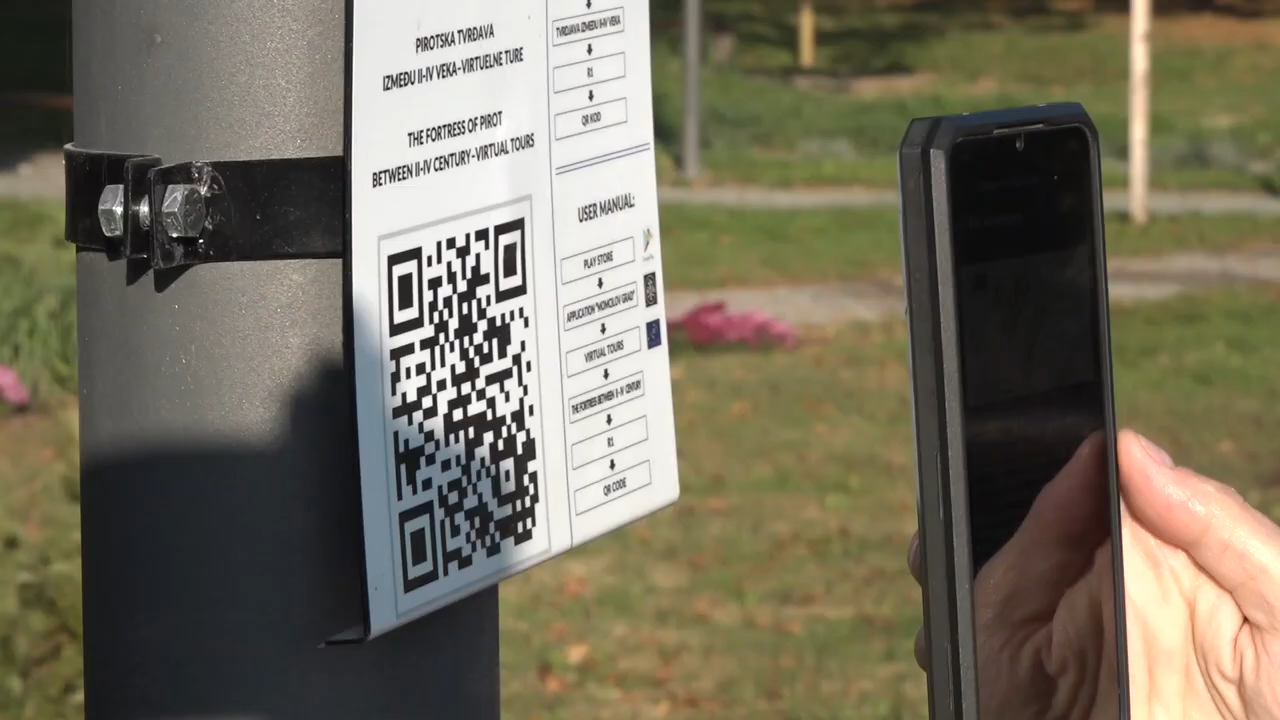 PIROTSKA TVRĐAVA
IZMEĐU II-IV VEKA-VIRTUELNE TURE
THE FORTRESS OF PIROT
BETWEEN II-IV CENTURY-VIRTUAL TOURS
TVRDJAVA IZMEDJU II-IV VEKA
R1
QR KOD
USER MANUAL:
PLAY STORE
APPLICATION "MOMCILOV GRAD"
VIRTUAL TOURS
THE FORTRESS BETWEEN II-IV CENTURY
R1
QR CODE